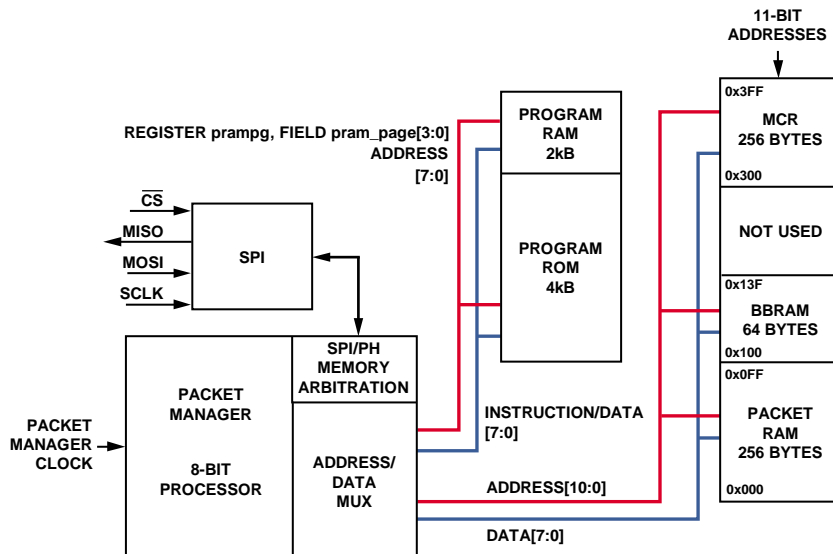 11-BIT
ADDRESSES
0x3FF
MCR
256 BYTES
0x300
NOT USED
0x13F
BBRAM
64 BYTES
0x100
0x0FF
PACKET
RAM
256 BYTES
0x000
PROGRAM
RAM
2kB
PROGRAM
ROM
4kB
REGISTER prampg, FIELD pram_page[3:0]
ADDRESS
[7:0]
CS
MISO
MOSI
SCLK
SPI
SPI/PH
MEMORY
ARBITRATION
PACKET
MANAGER
8-BIT
PROCESSOR
ADDRESS/
DATA
MUX
PACKET
MANAGER
CLOCK
INSTRUCTION/DATA
[7:0]
ADDRESS[10:0]
DATA[7:0]